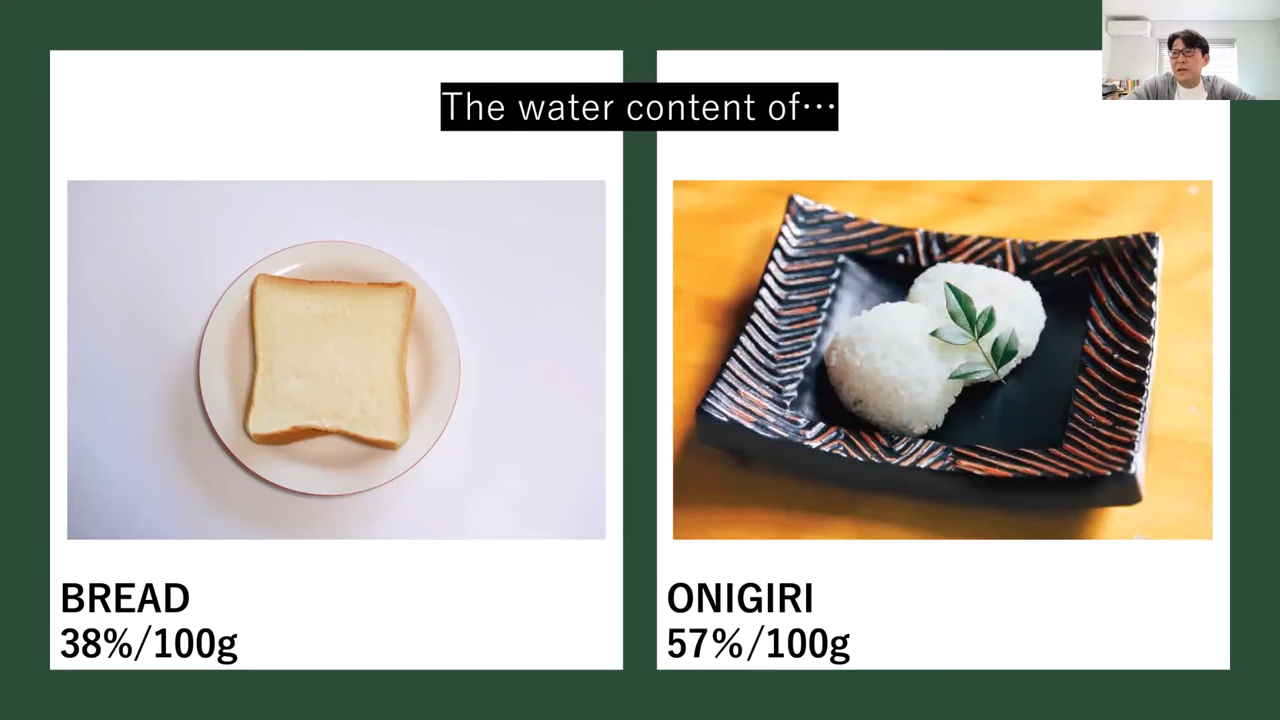 The water content of⋯
BREAD
38%/100g
ONIGIRI
57%/100g